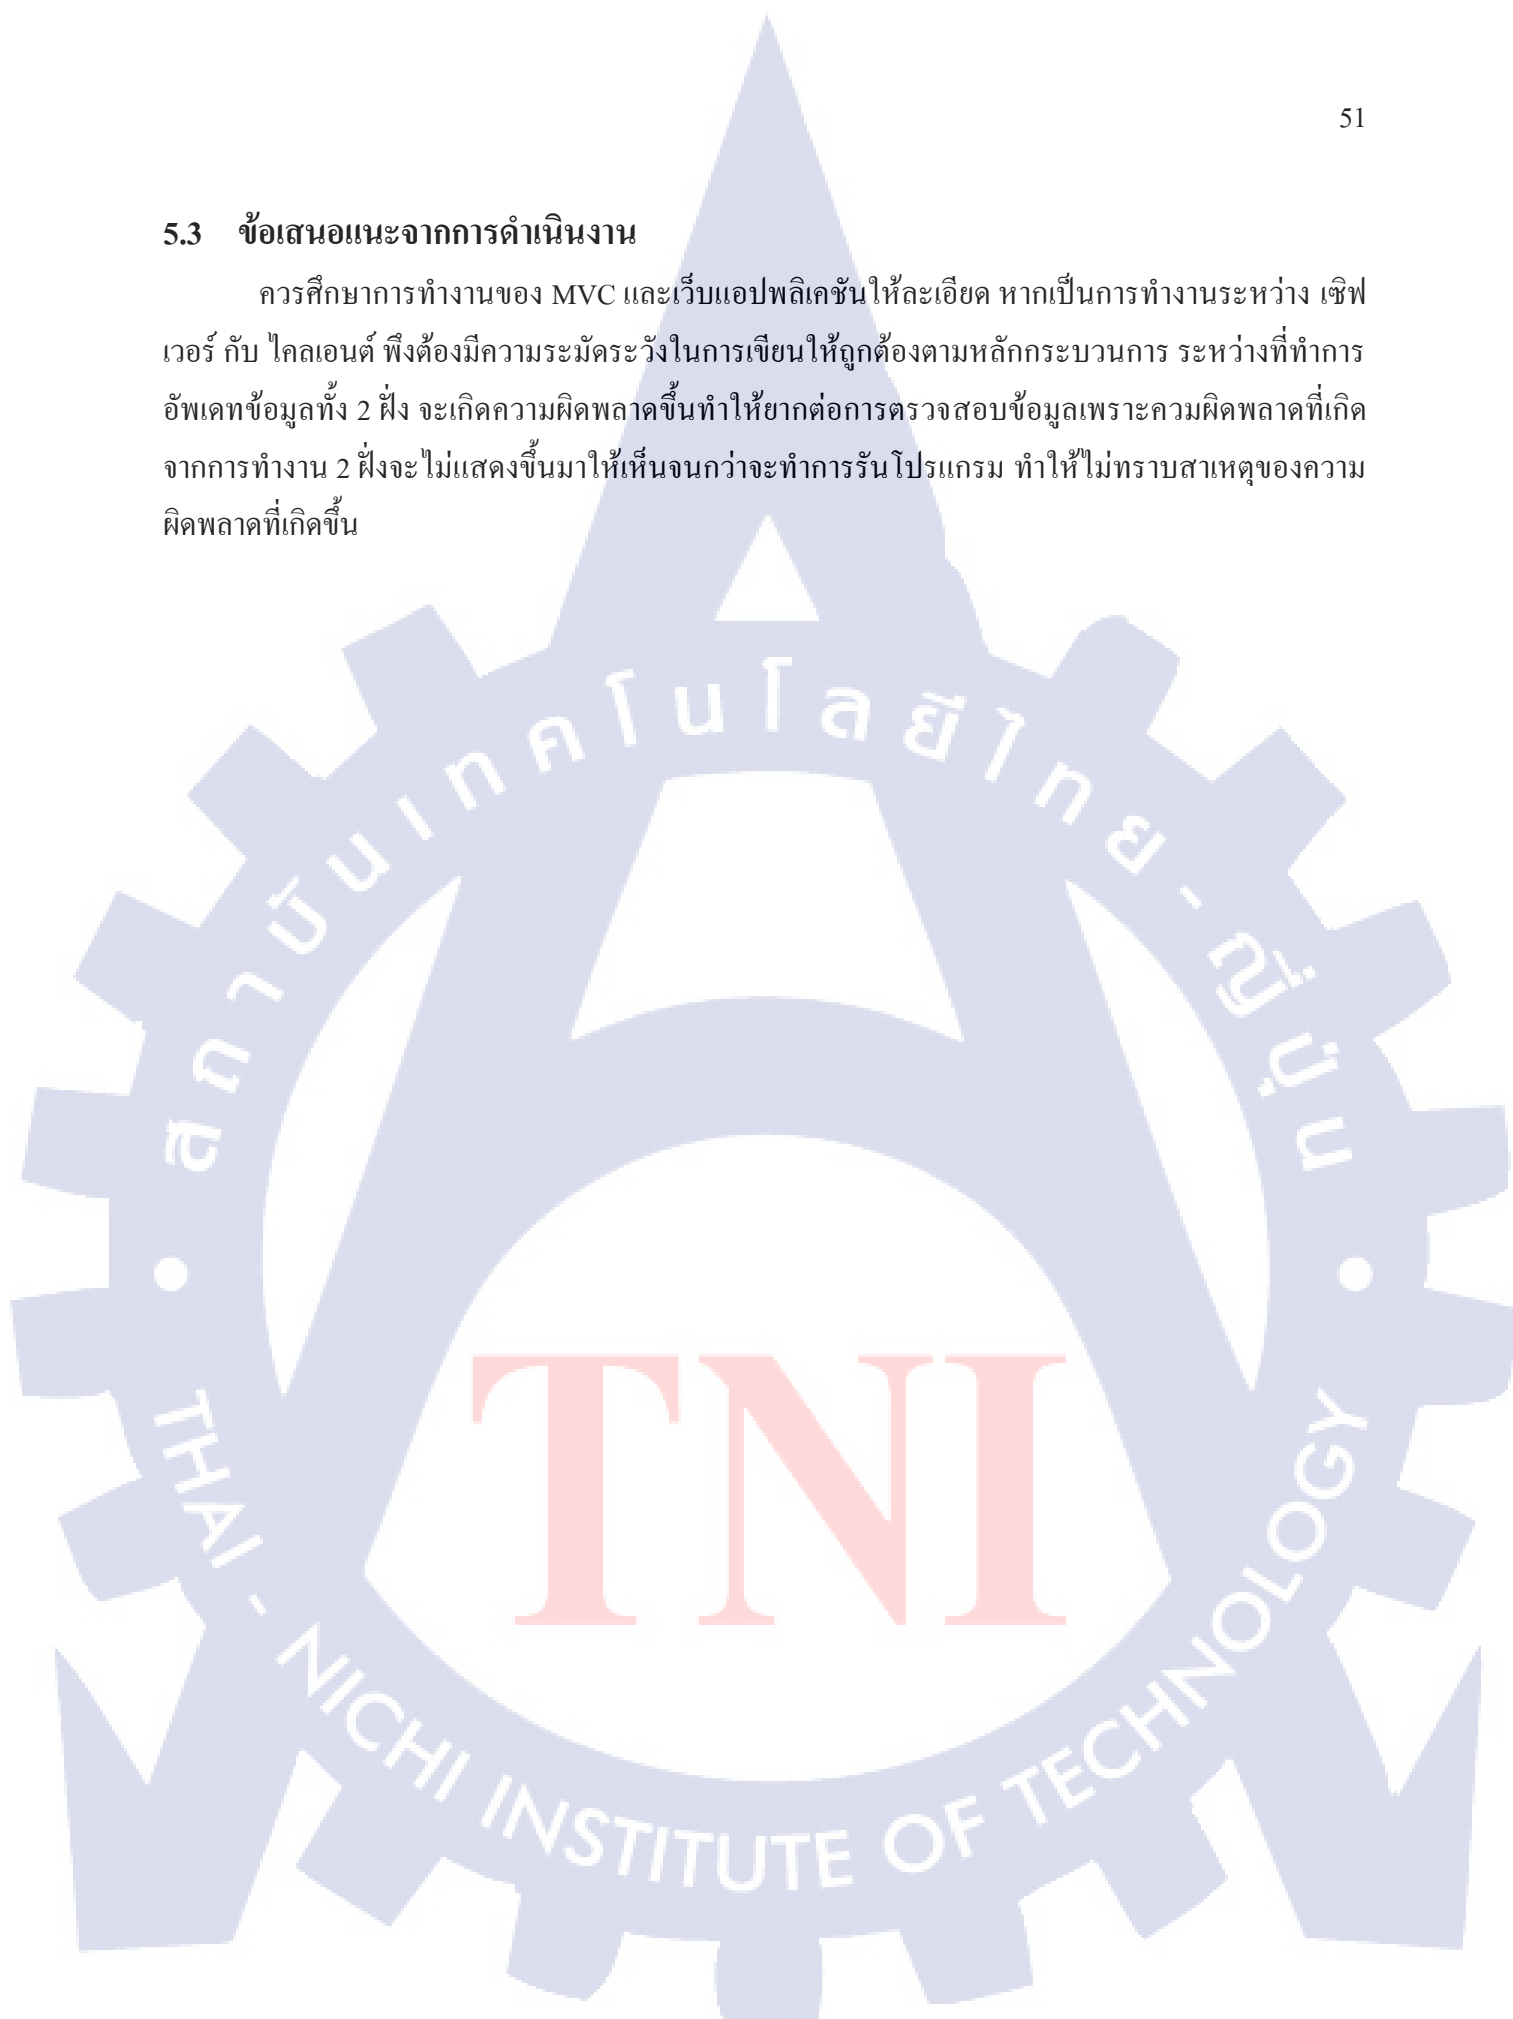 51
5.3 ข้อเสนอแนะจากการดำเนินงาน
ควรศึกษาการทำงานของ MVC และเว็บแอปพลิเคชันให้ละเอียด หากเป็นการทำงานระหว่าง เซิฟ
เวอร์ กับ ไคลเอนต์ พึงต้องมีความระมัดระวังในการเขียนให้ถูกต้องตามหลักกระบวนการ ระหว่างที่ทำการ
อัพเดทข้อมูลทั้ง 2 ฝั่ง จะเกิดความผิดพลาดขึ้นทำให้ยากต่อการตรวจสอบข้อมูลเพราะควมผิดพลาดที่เกิด
จากการทำงาน 2 ฝั่งจะไม่แสดงขึ้นมาให้เห็นจนกว่าจะทำการรันโปรแกรม ทำให้ไม่ทราบสาเหตุของความ
ผิดพลาดที่เกิดขึ้น
สถาบันเทคโนโลยีไทย-ญี่ปุ่น
TNI
THAI - NICHI INSTITUTE OF TECHNOLOGY